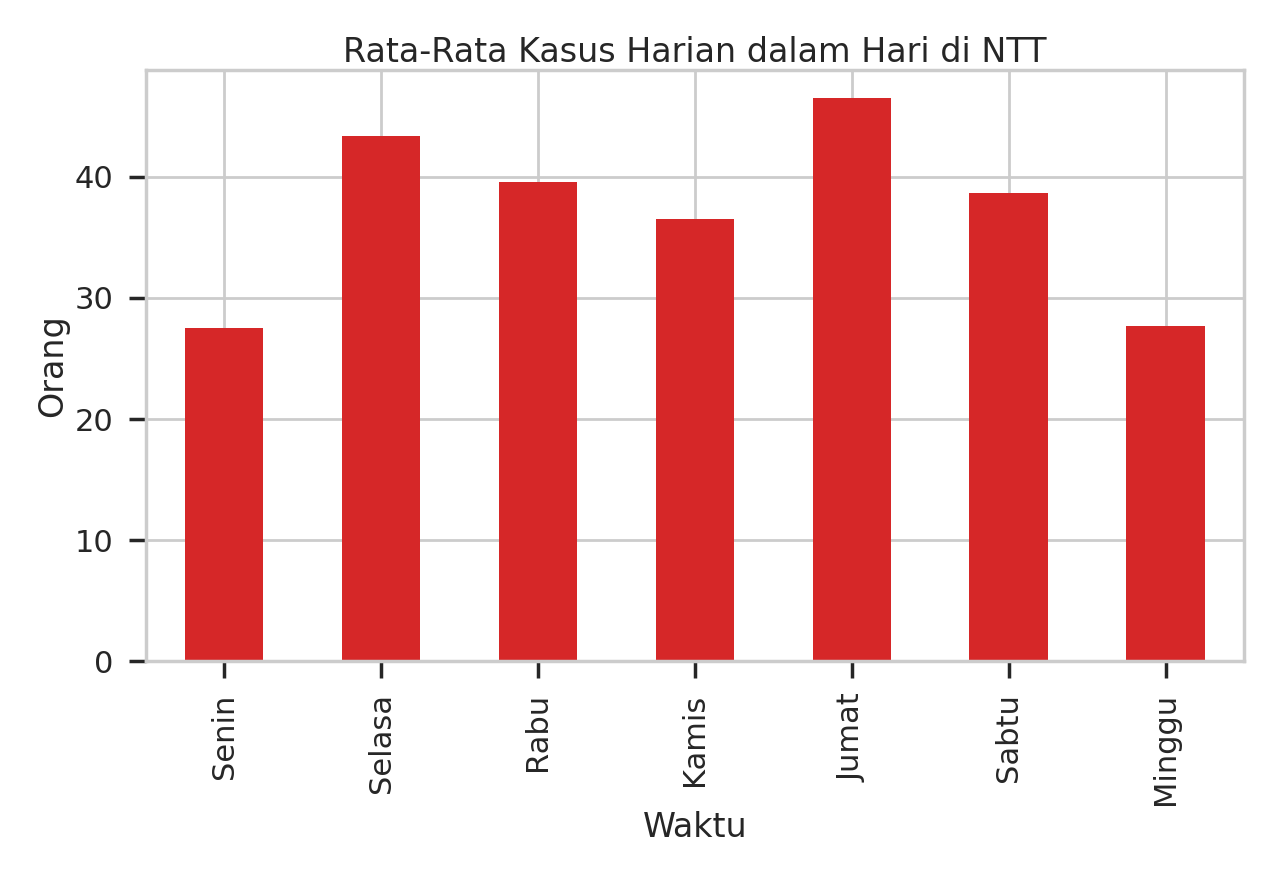 Rata-Rata Kasus Harian dalam Hari di NTT
40
30
20
10
0
Orang
Senin
Selasa
Rabu
Kamis
Jumat
Sabtu
Minggu
Waktu